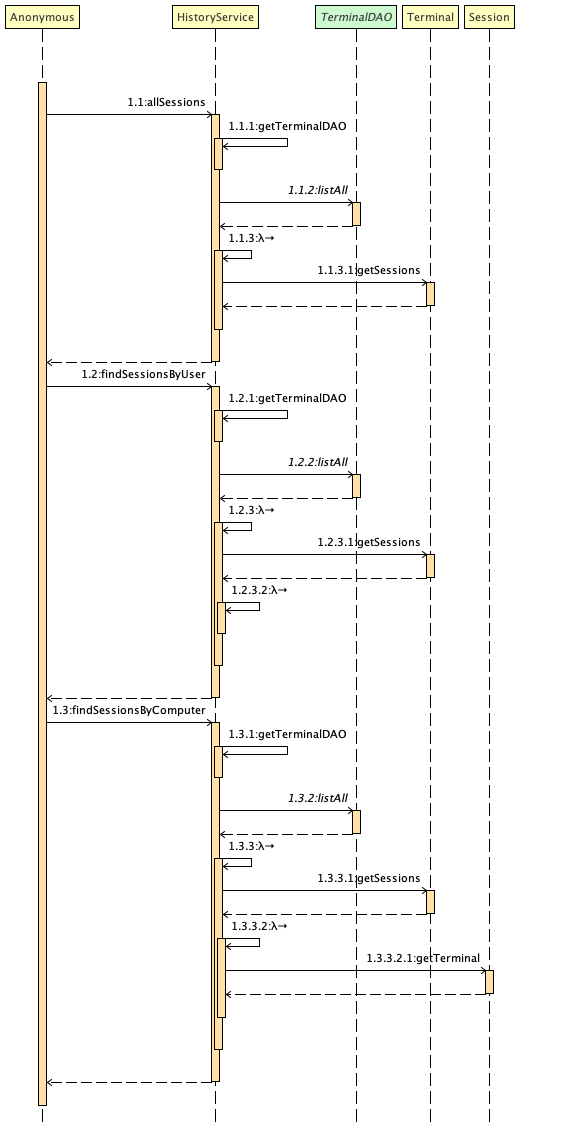 Anonymous
HistoryService
TerminalDAO
Terminal
Session
1.1:allSessions
1.1.1:getTerminalDAO
1.1.2:listAll
1.1.3:λ→
1.1.3.1:getSessions
1.2:findSessionsByUser
1.2.1:getTerminalDAO
1.2.2:listAll
1.2.3:λ→
1.2.3.1:getSessions
1.2.3.2:λ→
1.3:findSessionsByComputer
1.3.1:getTerminalDAO
1.3.2:listAll
1.3.3:λ→
1.3.3.1:getSessions
1.3.3.2:λ→
1.3.3.2.1:getTerminal